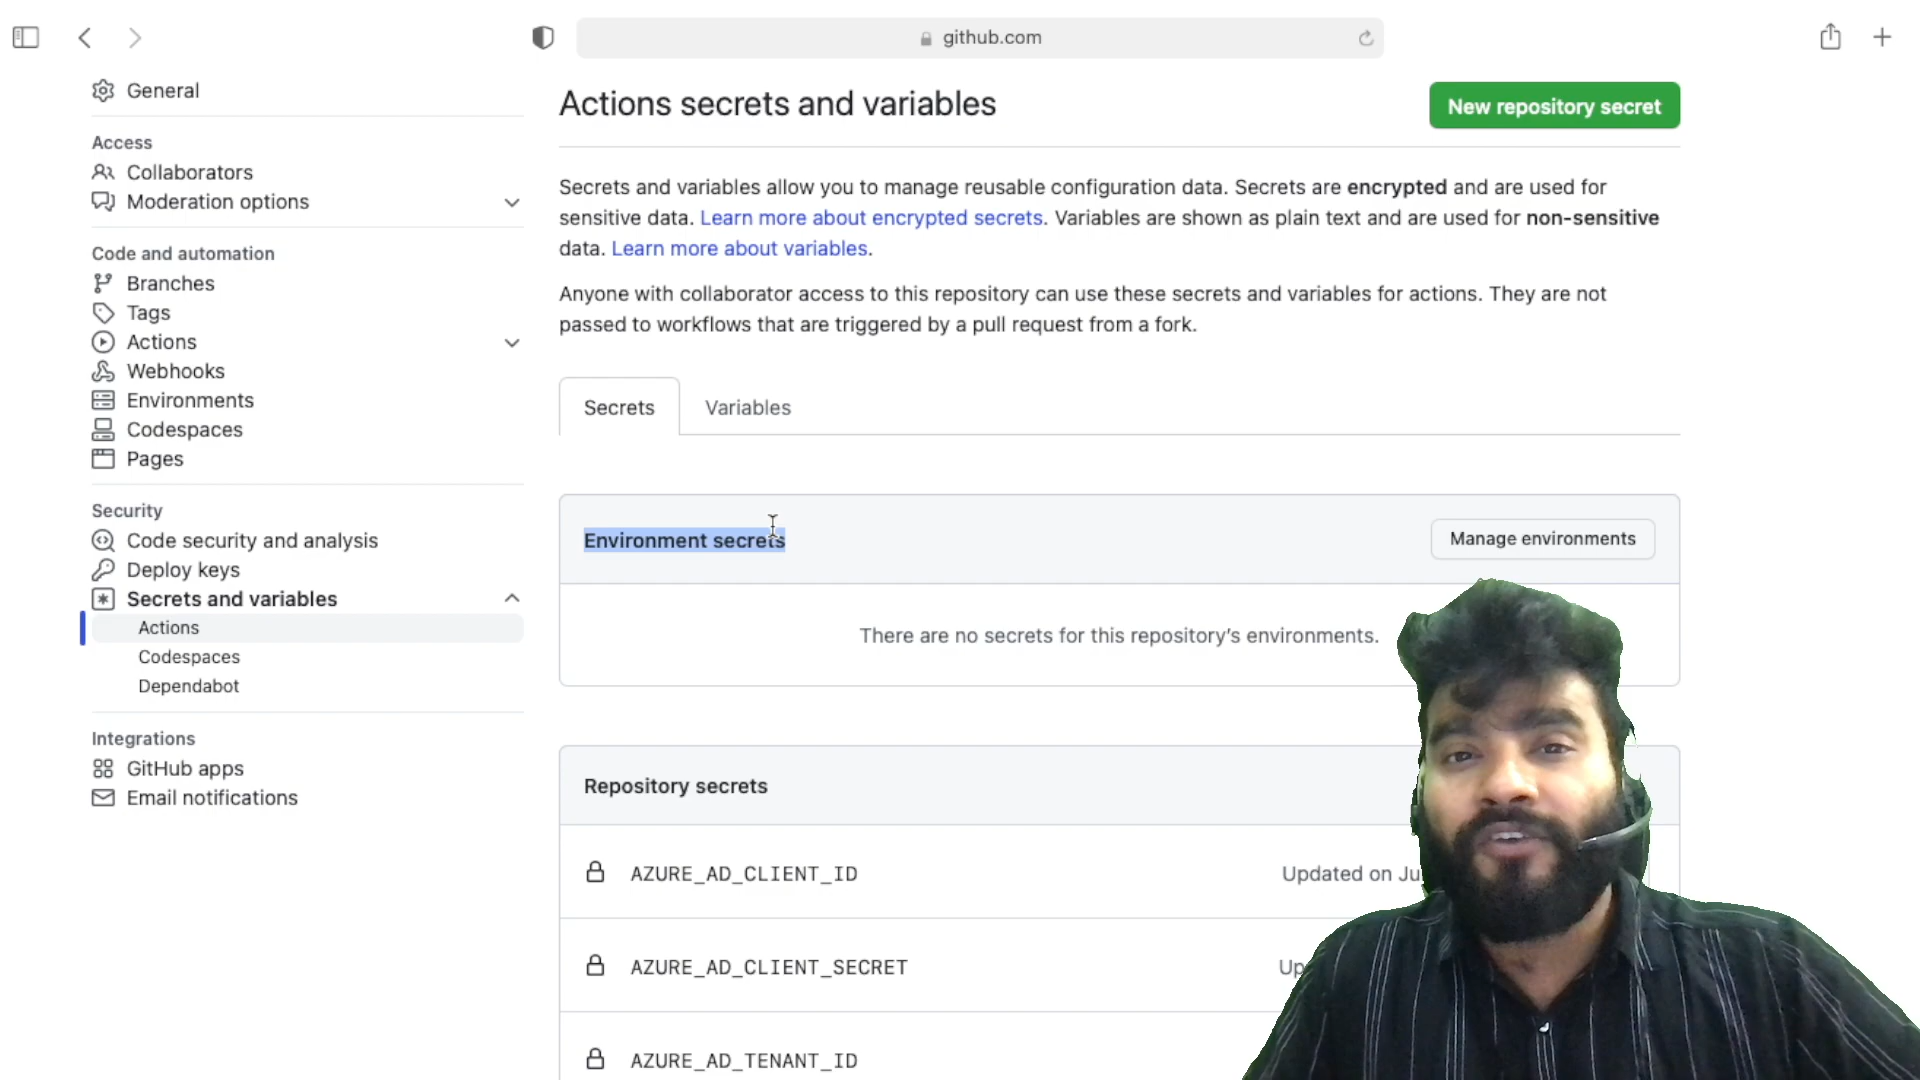 github.com
General
Access
Collaborators
Moderation options
Code and automation
Branches
Tags
Actions
Webhooks
Environments
Codespaces
Pages
Security
Code security and analysis
Deploy keys
Secrets and variables
Actions
Codespaces
Dependabot
Integrations
GitHub apps
Email notifications
Actions secrets and variables
New repository secret
Secrets and variables allow you to manage reusable configuration data. Secrets are encrypted and are used for
sensitive data. Learn more about encrypted secrets. Variables are shown as plain text and are used for non-sensitive
data. Learn more about variables.
Anyone with collaborator access to this repository can use these secrets and variables for actions. They are not
passed to workflows that are triggered by a pull request from a fork.
Secrets
Variables
Environment secrets
Manage environments
There are no secrets for this repository's environments.
Repository secrets
AZURE_AD_CLIENT_ID
Updated on
AZURE_AD_CLIENT_SECRET
AZURE_AD_TENANT_ID